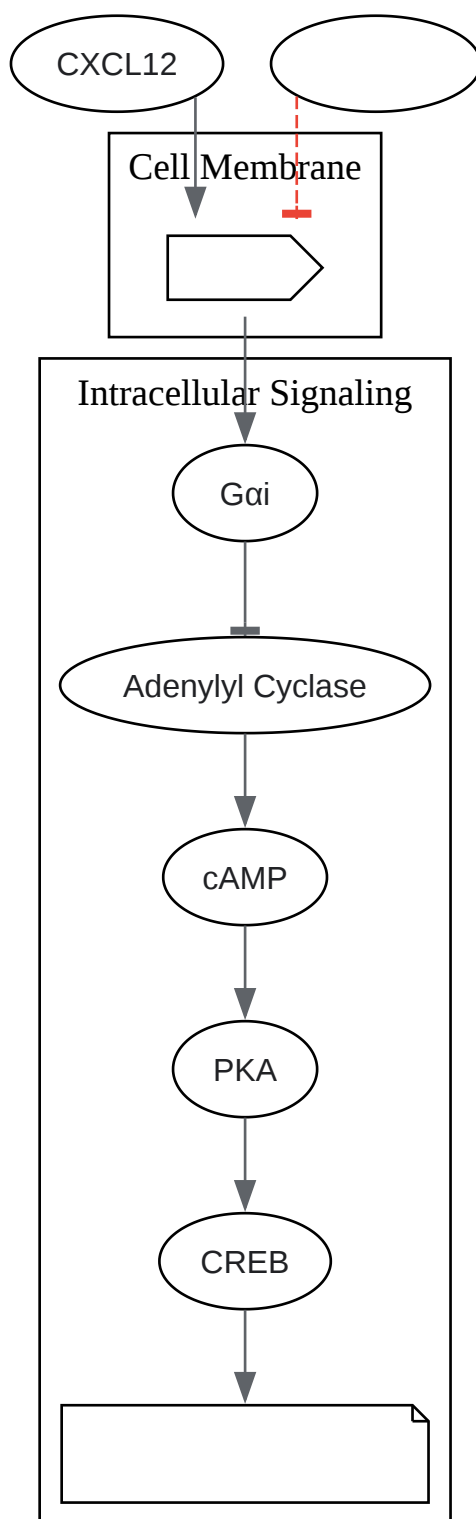 CXCL12
Cell Membrane
Intracellular Signaling
Gαi
Adenylyl Cyclase
cAMP
PKA
CREB